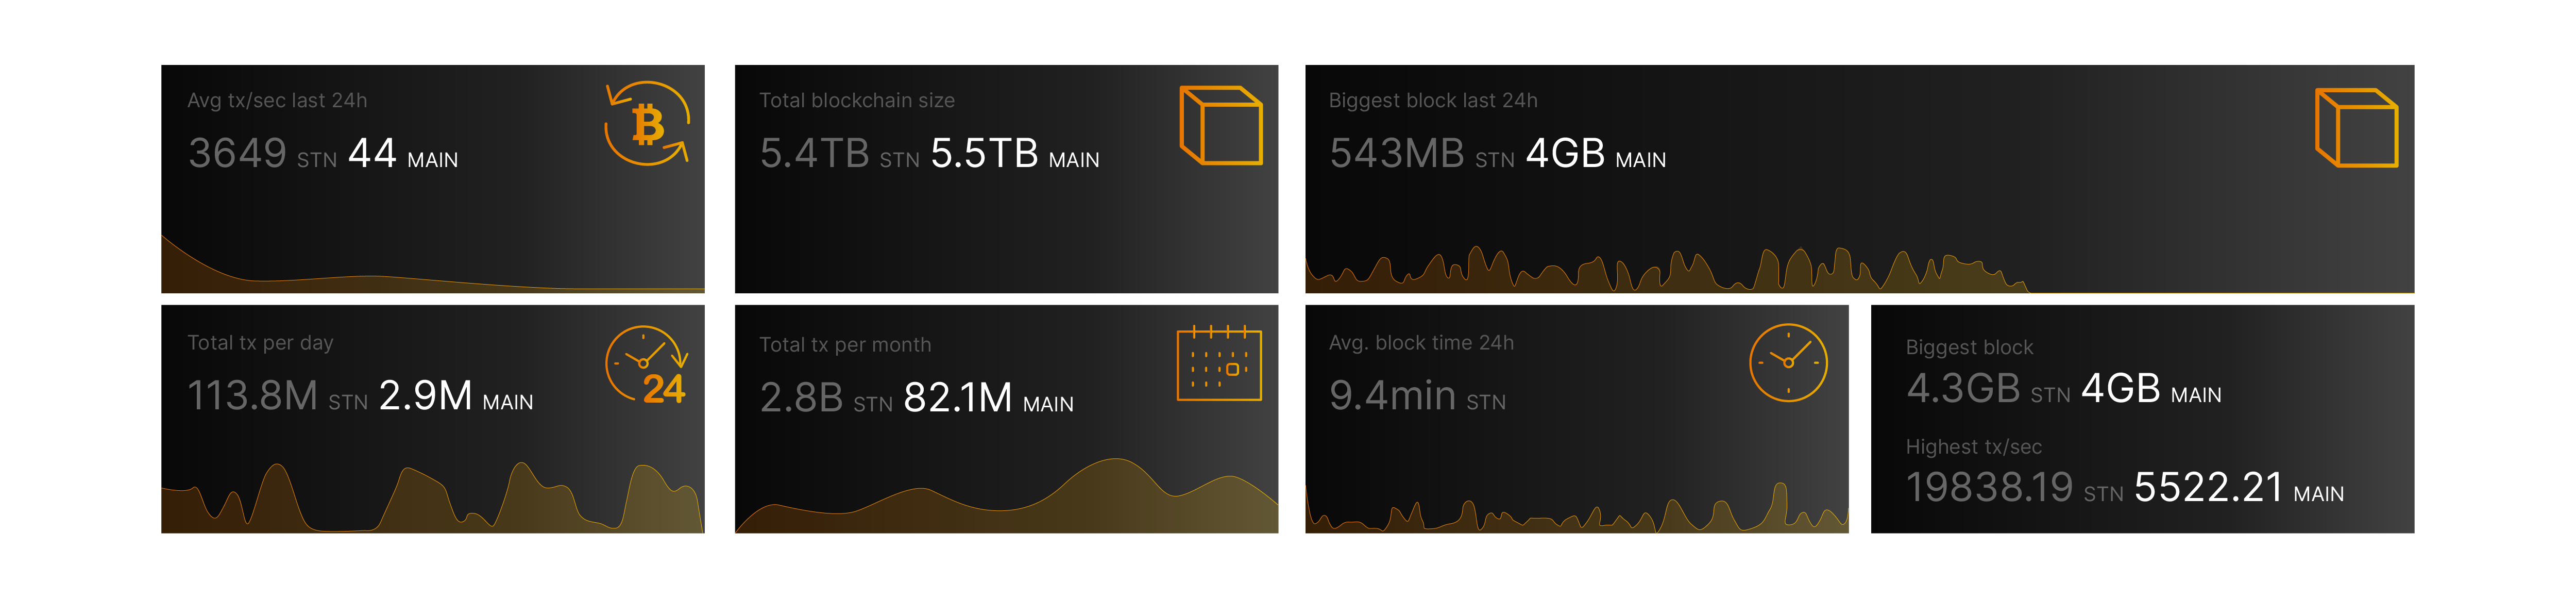 Avg tx/sec last 24h
3649 STN 44 MAIN
Total blockchain size
5.4TB STN 5.5TB MAIN
Biggest block last 24h
543MB STN 4GB MAIN
Total tx per day
113.8M STN 2.9M MAIN
24
Total tx per month
2.8B STN 82.1M MAIN
Avg. block time 24h
9.4min STN
Biggest block
4.3GB STN 4GB MAIN
Highest tx/sec
19838.19 STN 5522.21 MAIN